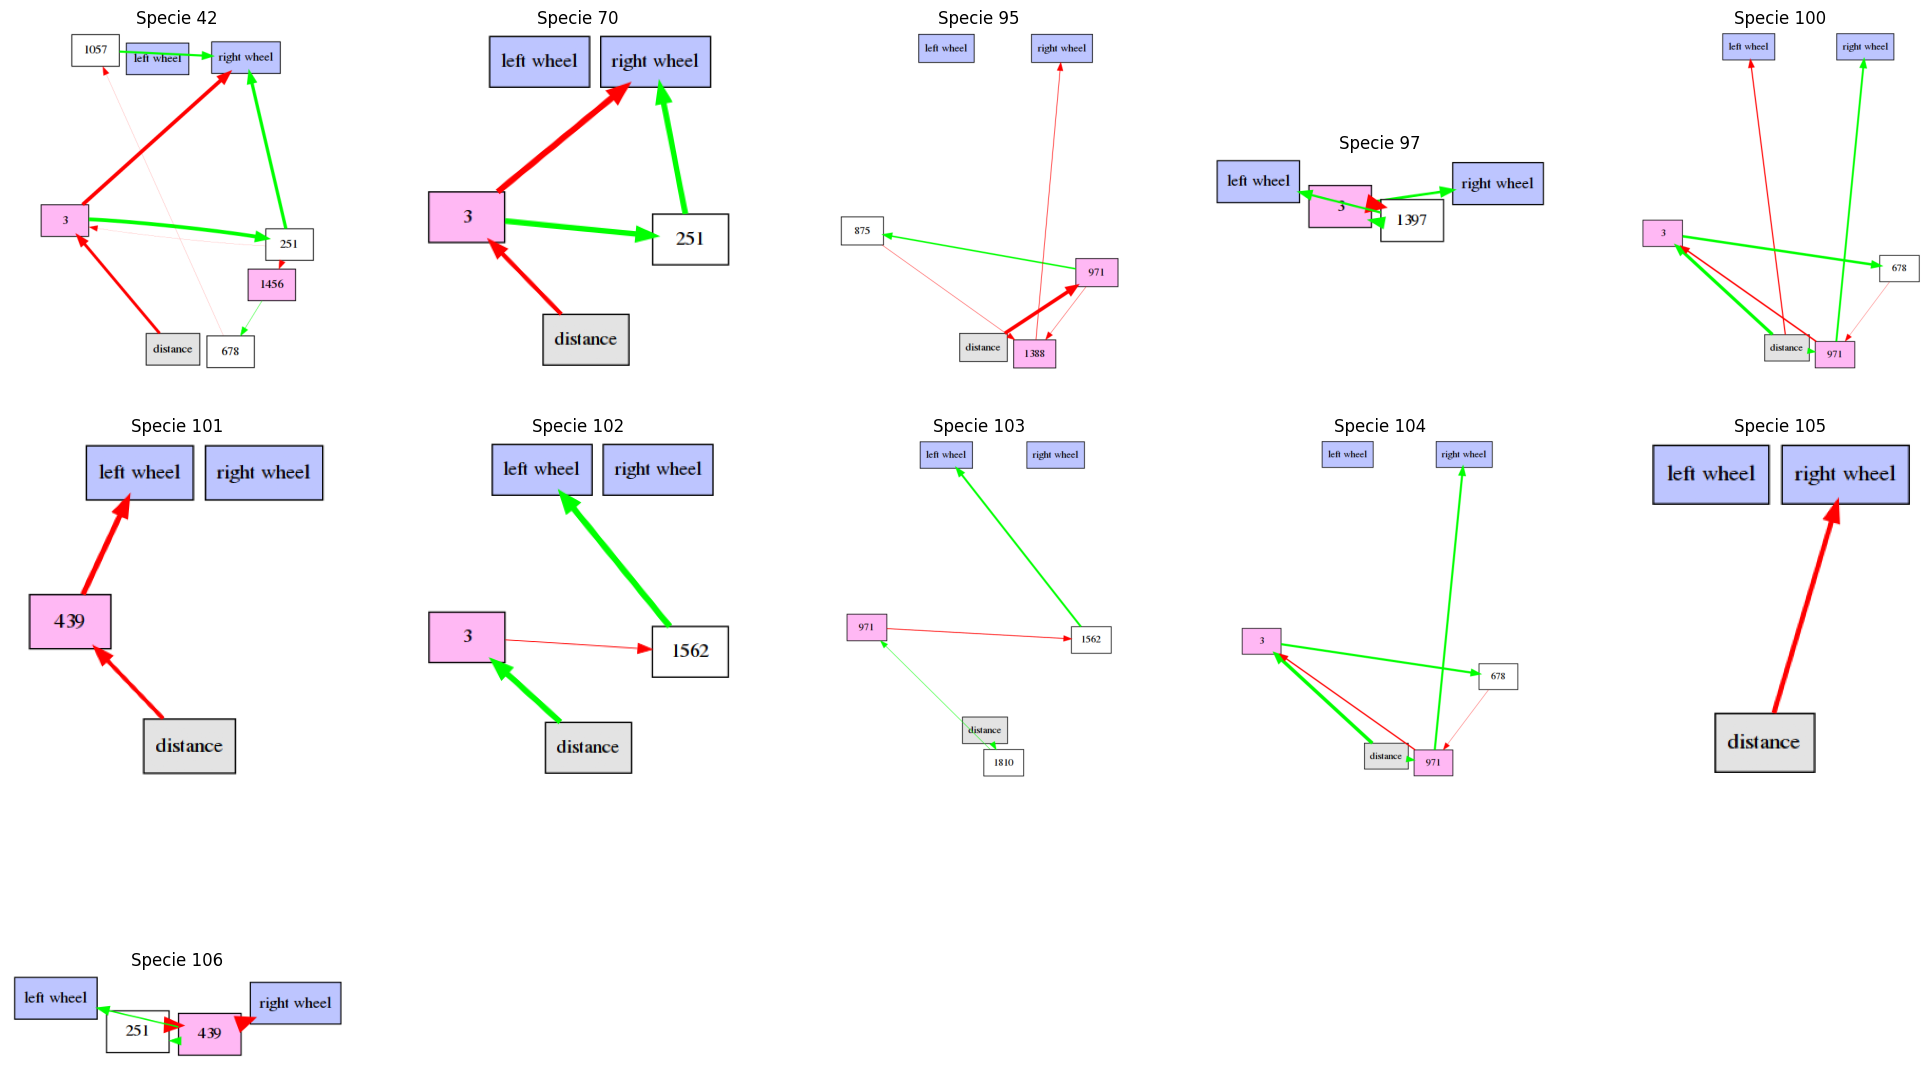 Specie 42
1057
left wheel
right wheel
3
251
1456
distance
678
Specie 70
left wheel
right wheel
3
251
distance
Specie 95
left wheel
right wheel
875
971
distance
1388
Specie 97
left wheel
3
1397
right wheel
Specie 100
left wheel
right wheel
3
678
distance
971
Specie 101
left wheel
right wheel
439
distance
Specie 102
left wheel
right wheel
3
1562
distance
Specie 103
left wheel
right wheel
971
1562
distance
1810
Specie 104
left wheel
right wheel
3
678
distance
971
Specie 105
left wheel
right wheel
distance
Specie 106
left wheel
251
439
right wheel